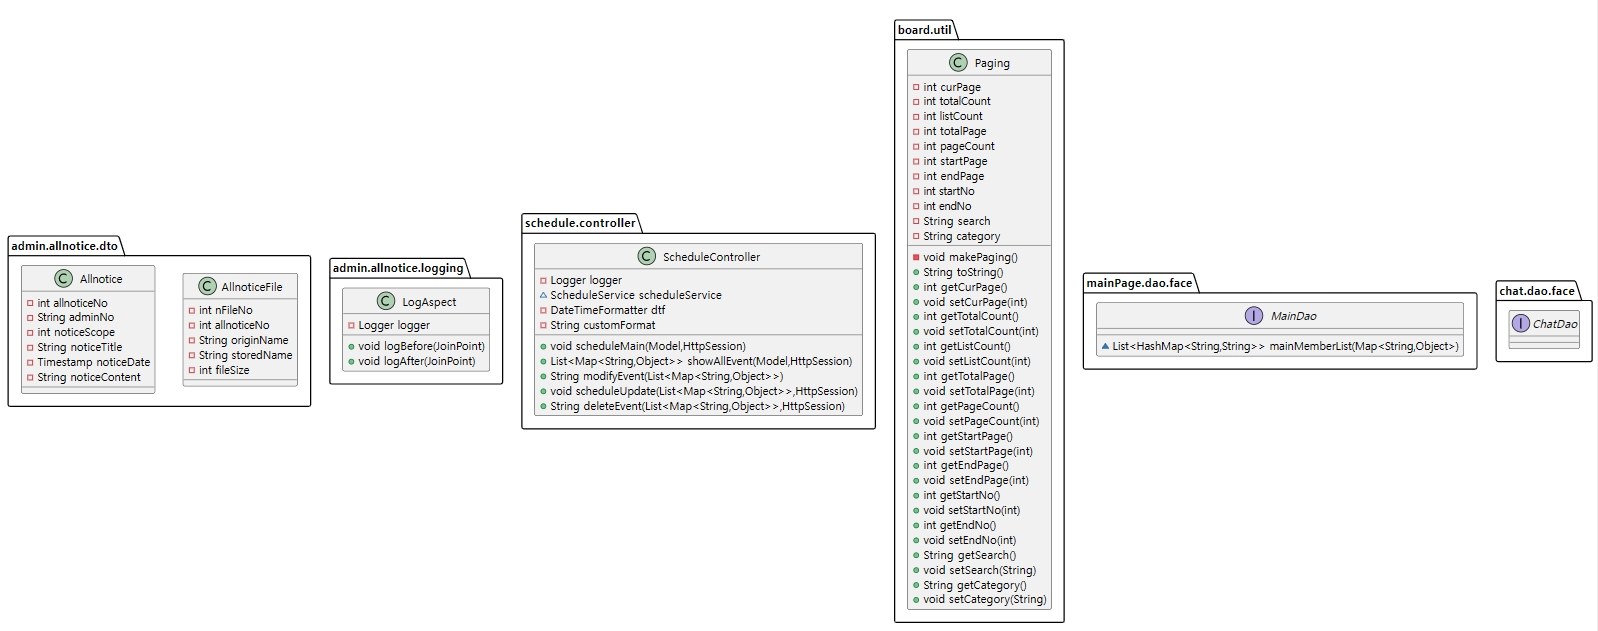 admin.allnotice.dto
C Allnotice
int allnoticeNo
String adminNo
int noticeScope
String noticeTitle
Timestamp noticeDate
String noticeContent
C AllnoticeFile
int nFileNo
int allnoticeNo
String originName
String storedName
int fileSize
admin.allnotice.logging
C LogAspect
Logger logger
void logBefore(JoinPoint)
void logAfter(JoinPoint)
schedule.controller
C ScheduleController
Logger logger
ScheduleService scheduleService
DateTimeFormatter dtf
String customFormat
void scheduleMain(Model,HttpSession)
List<Map<String,Object>> showAllEvent(Model,HttpSession)
String modifyEvent(List<Map<String,Object>>)
void scheduleUpdate(List<Map<String,Object>>,HttpSession)
String deleteEvent(List<Map<String,Object>>,HttpSession)
board.util
C Paging
int curPage
int totalCount
int listCount
int totalPage
int pageCount
int startPage
int endPage
int startNo
int endNo
String search
String category
void makePaging()
String toString()
int getCurPage()
void setCurPage(int)
int getTotalCount()
void setTotalCount(int)
int getListCount()
void setListCount(int)
int getTotalPage()
void setTotalPage(int)
int getPageCount()
void setPageCount(int)
int getStartPage()
void setStartPage(int)
int getEndPage()
void setEndPage(int)
int getStartNo()
void setStartNo(int)
int getEndNo()
void setEndNo(int)
String getSearch()
void setSearch(String)
String getCategory()
void setCategory(String)
mainPage.dao.face
I MainDao
List<HashMap<String,String>> mainMemberList(Map<String,Object>)
chat.dao.face
I ChatDao